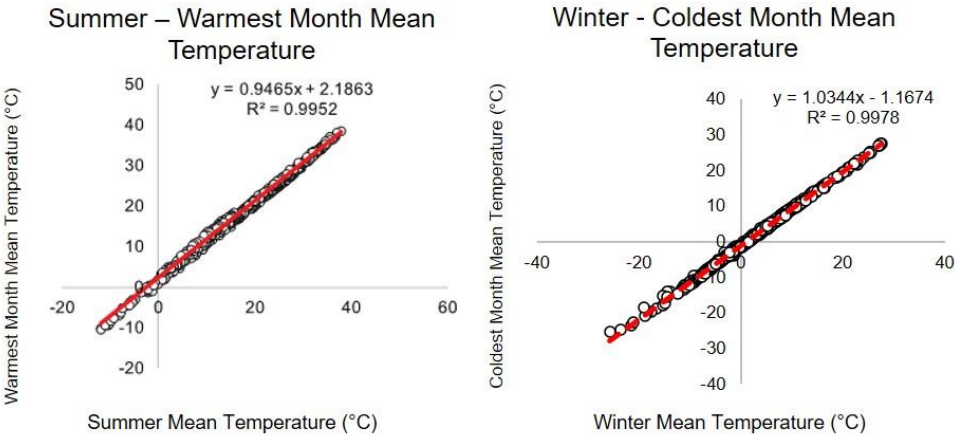 Summer – Warmest Month Mean
Temperature
Warmest Month Mean Temperature (°C)
y = 0.9465x + 2.1863
R² = 0.9952
50
40
30
20
10
0
-10
-20
-20
0
20
40
60
Summer Mean Temperature (°C)
Winter - Coldest Month Mean
Temperature
Coldest Month Mean Temperature (°C)
y = 1.0344x - 1.1674
R² = 0.9978
40
30
20
10
0
-10
-20
-30
-40
-40
-20
0
20
40
Winter Mean Temperature (°C)